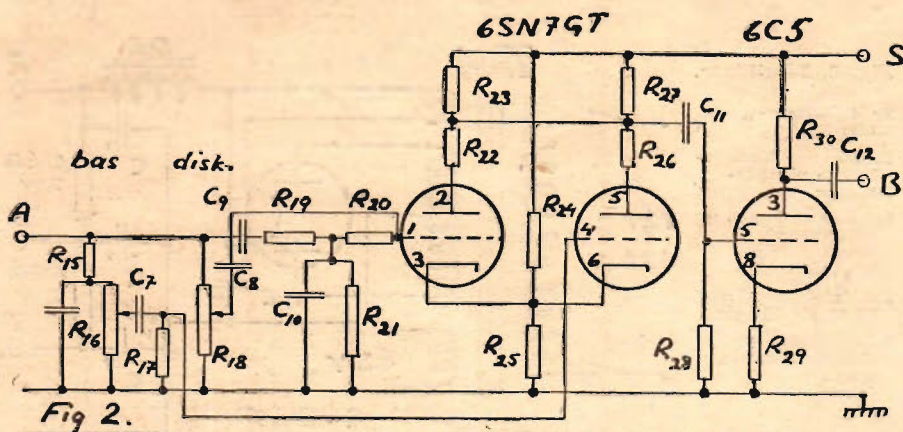 6SN7GT
6C5
S
R23
R27
C11
R22
R26
R30
C12
B
bas
disk.
A
C9
R19
R20
R24
2
5
3
1
4
5
3
6
8
R15
C7
C8
C10
R21
R16
R17
R18
R25
R28
R29
Fig 2.